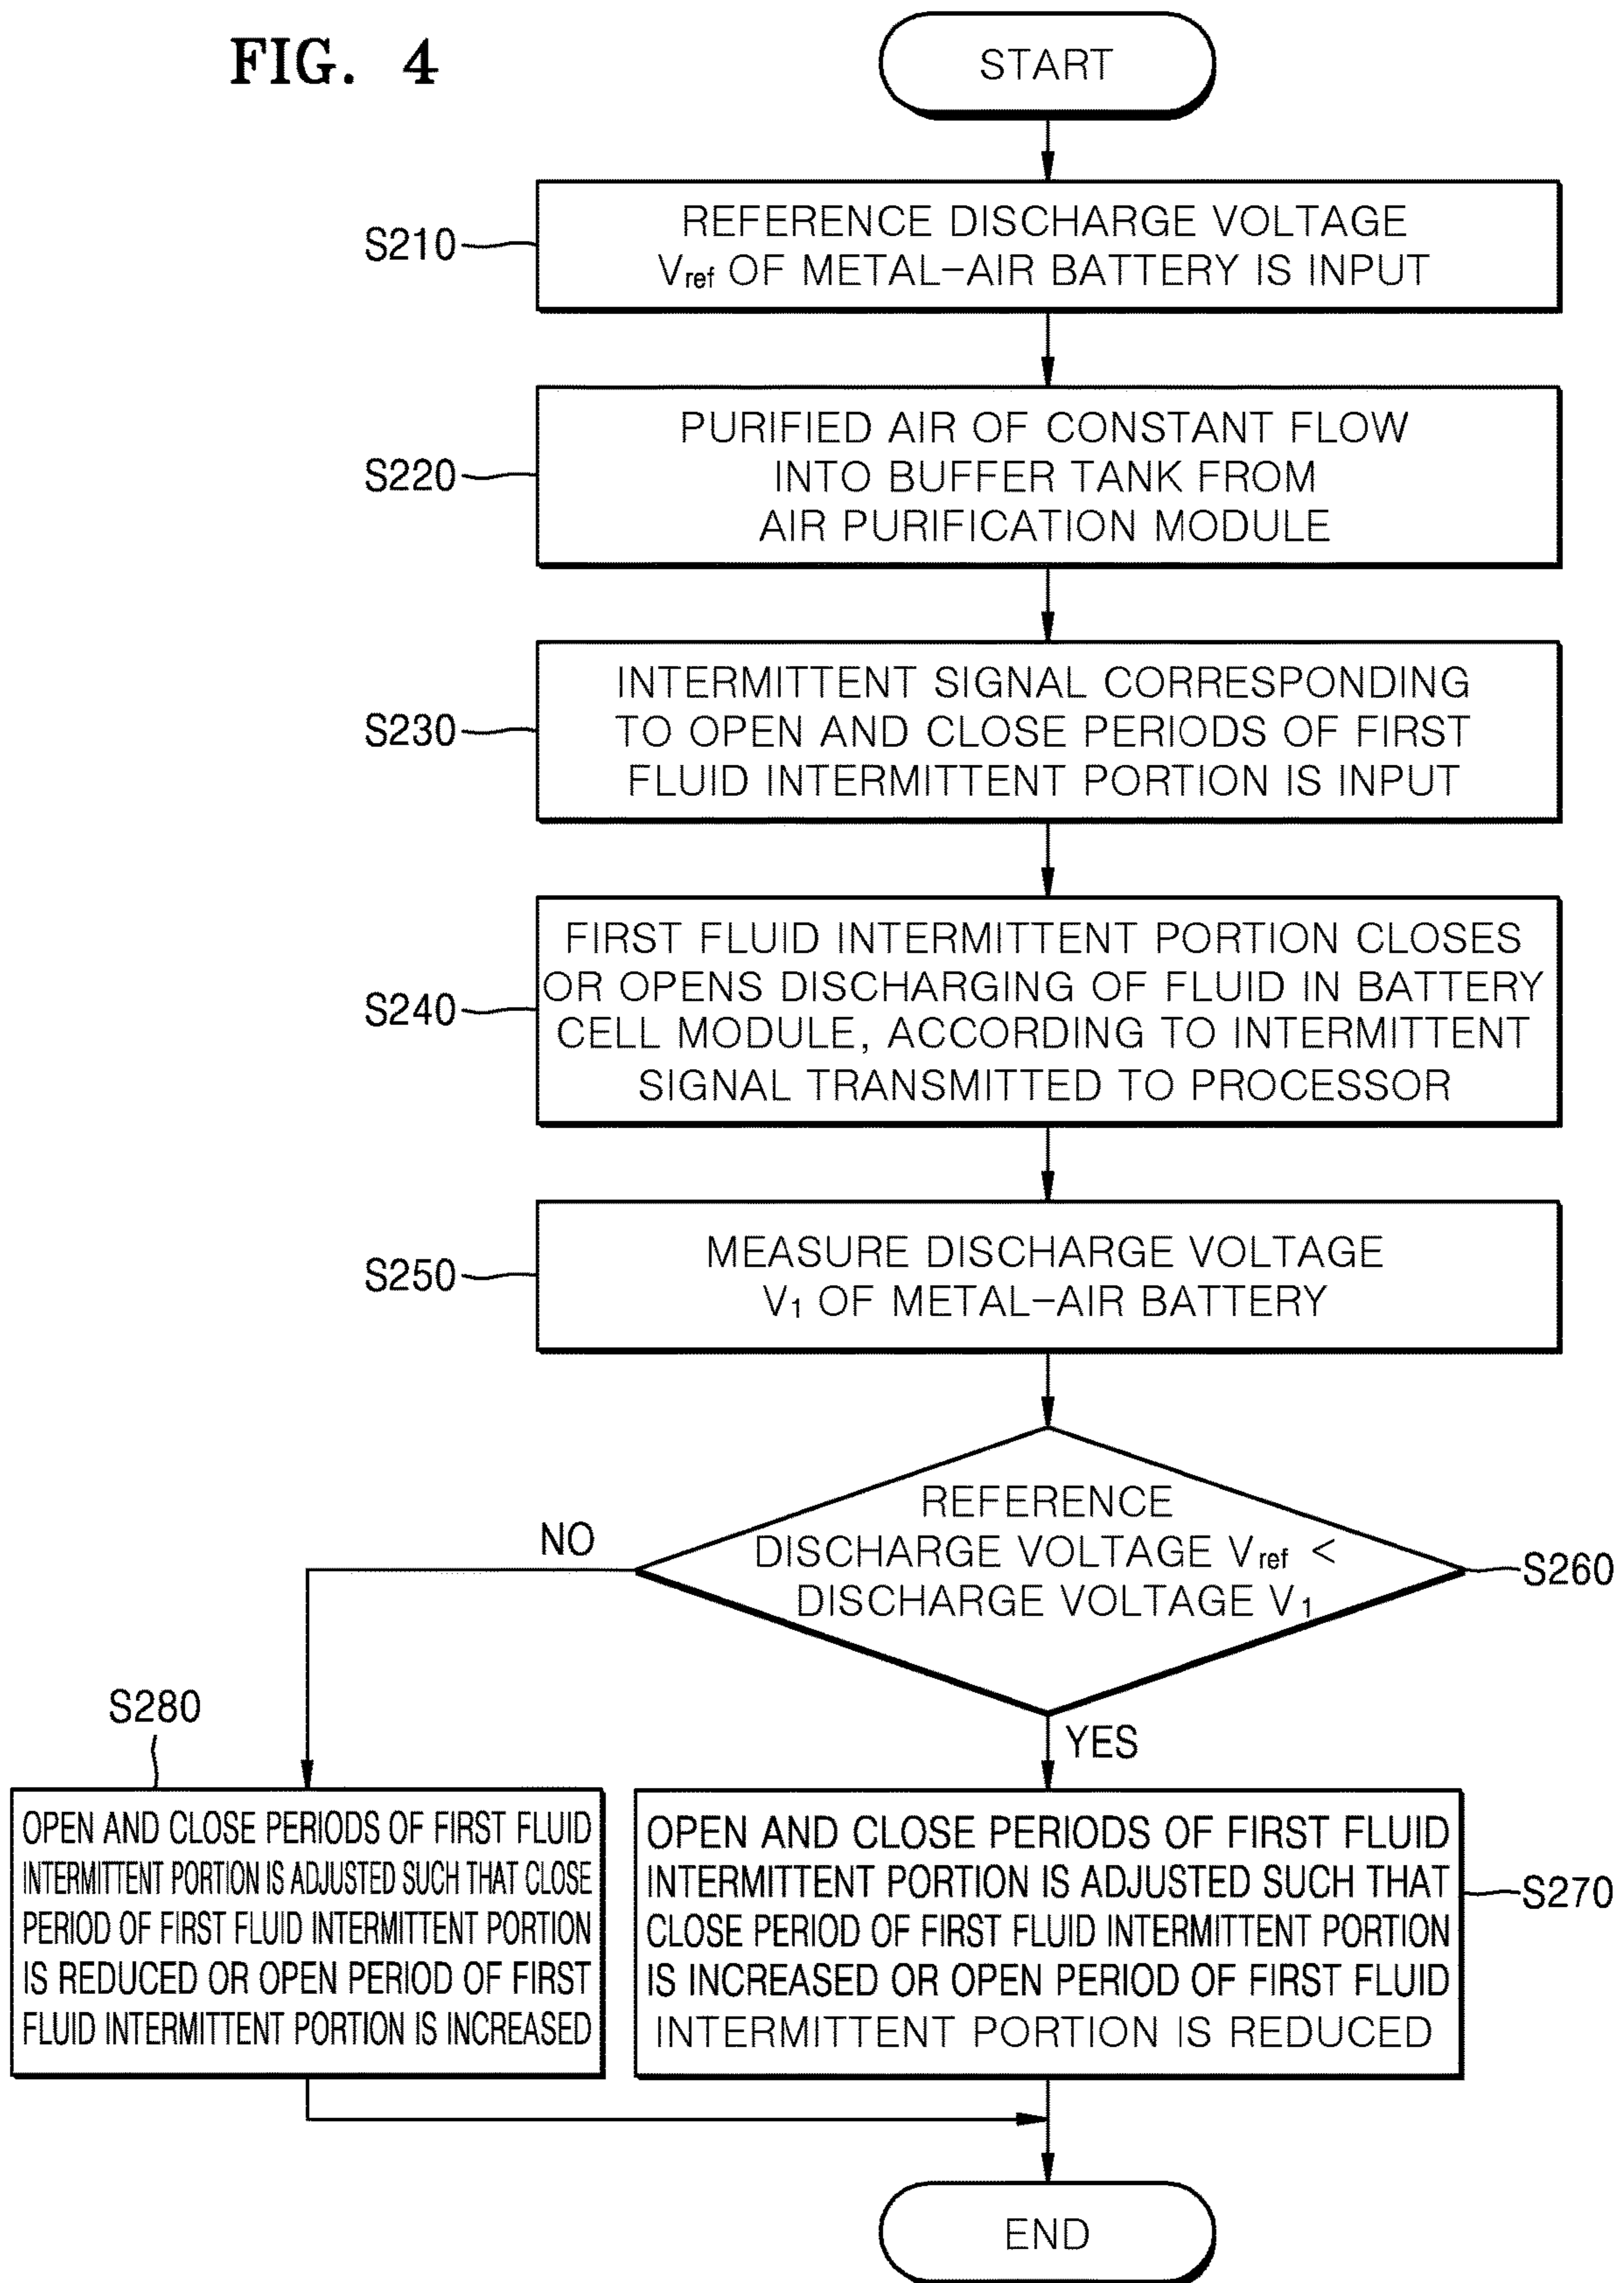 FIG. 4
START
S210
REFERENCE DISCHARGE VOLTAGE
Vref OF METAL-AIR BATTERY IS INPUT
S220
PURIFIED AIR OF CONSTANT FLOW
INTO BUFFER TANK FROM
AIR PURIFICATION MODULE
S230
INTERMITTENT SIGNAL CORRESPONDING
TO OPEN AND CLOSE PERIODS OF FIRST
FLUID INTERMITTENT PORTION IS INPUT
S240
FIRST FLUID INTERMITTENT PORTION CLOSES
OR OPENS DISCHARGING OF FLUID IN BATTERY
CELL MODULE, ACCORDING TO INTERMITTENT
SIGNAL TRANSMITTED TO PROCESSOR
S250
MEASURE DISCHARGE VOLTAGE
V1 OF METAL-AIR BATTERY
REFERENCE
DISCHARGE VOLTAGE Vref <
DISCHARGE VOLTAGE V1
S260
NO
YES
S280
OPEN AND CLOSE PERIODS OF FIRST FLUID
INTERMITTENT PORTION IS ADJUSTED SUCH THAT CLOSE
PERIOD OF FIRST FLUID INTERMITTENT PORTION
IS REDUCED OR OPEN PERIOD OF FIRST
FLUID INTERMITTENT PORTION IS INCREASED
OPEN AND CLOSE PERIODS OF FIRST FLUID
INTERMITTENT PORTION IS ADJUSTED SUCH THAT
CLOSE PERIOD OF FIRST FLUID INTERMITTENT PORTION
IS INCREASED OR OPEN PERIOD OF FIRST FLUID
INTERMITTENT PORTION IS REDUCED
S270
END